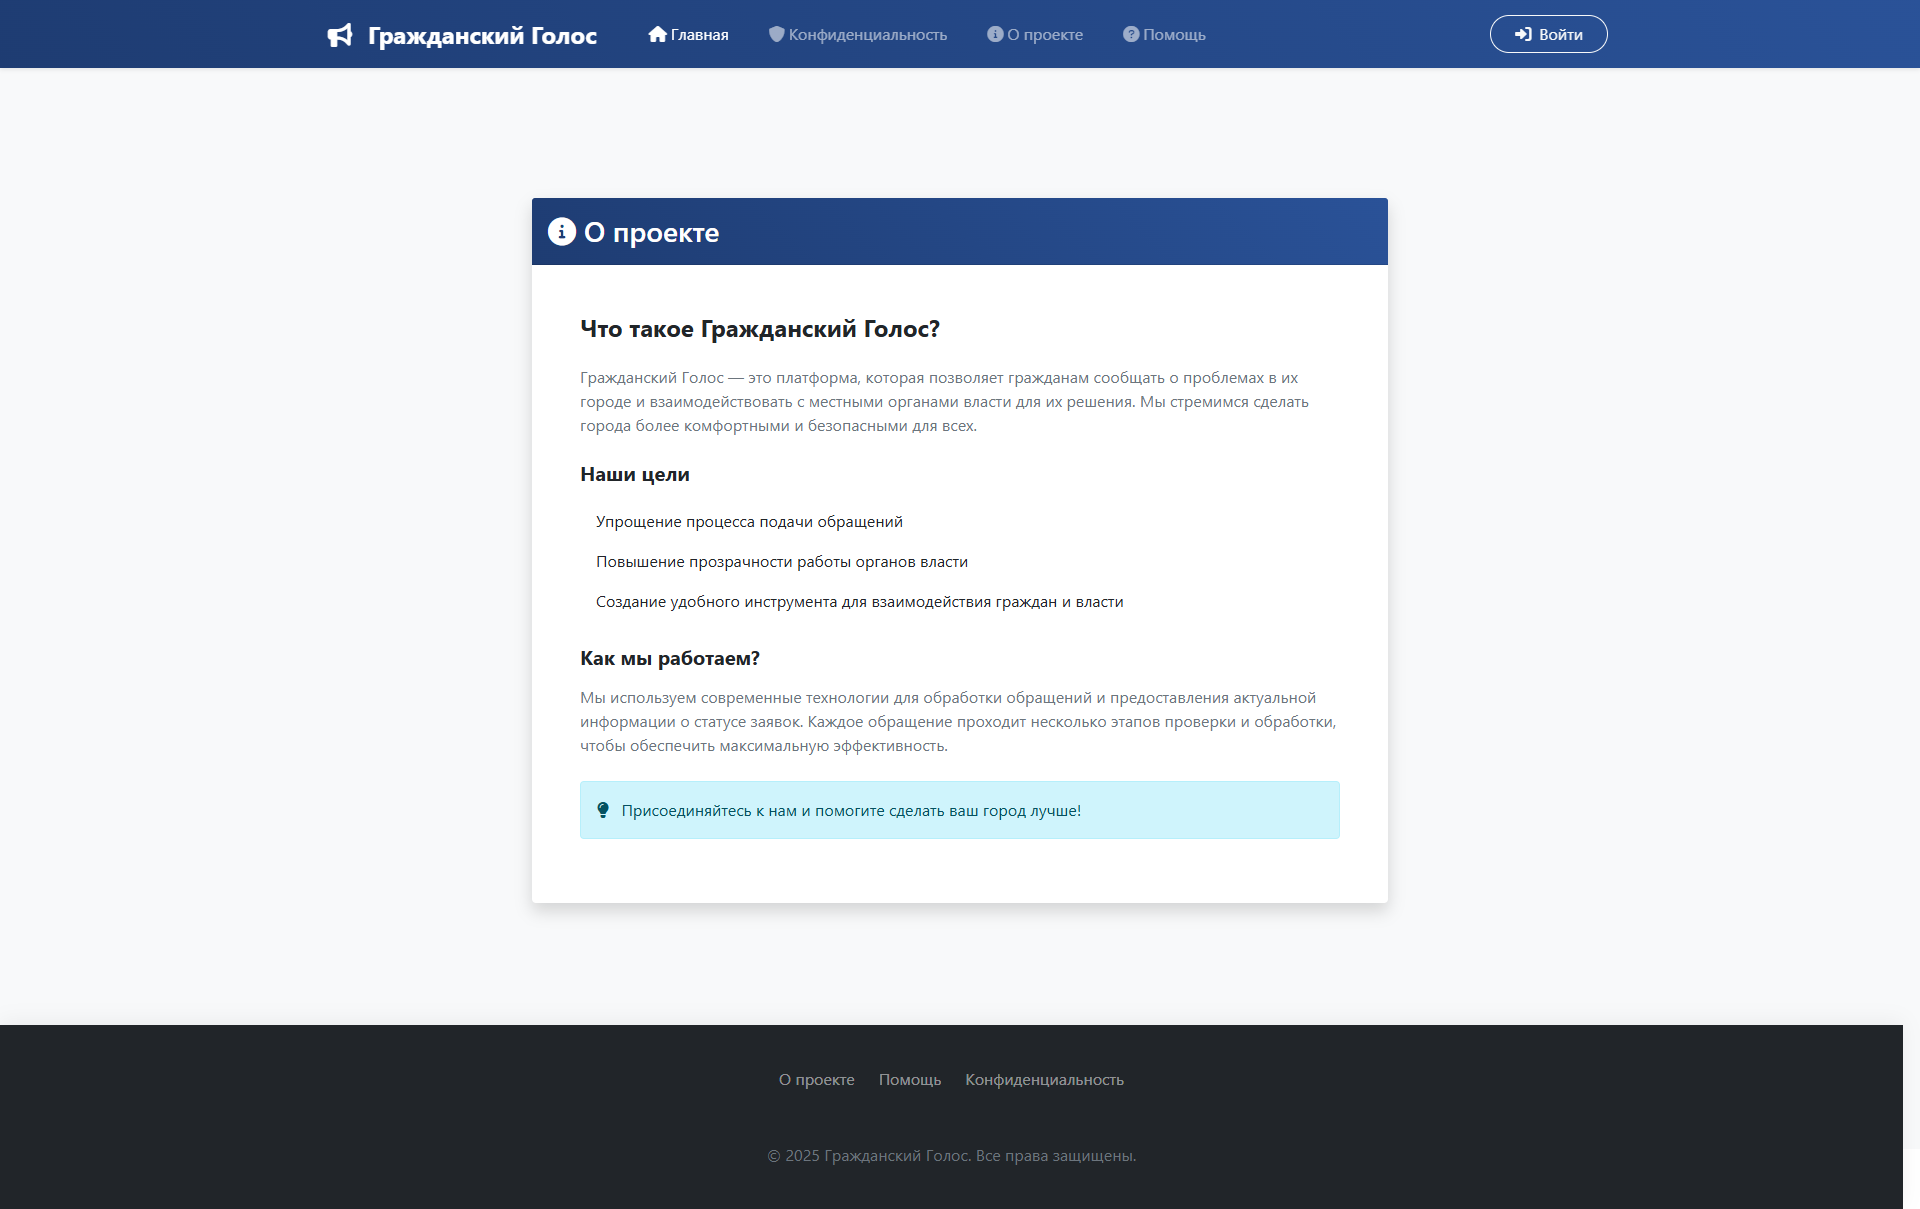 Гражданский Голос
Главная
Конфиденциальность
О проекте
Помощь
Войти
О проекте
Что такое Гражданский Голос?
Гражданский Голос — это платформа, которая позволяет гражданам сообщать о проблемах в их
городе и взаимодействовать с местными органами власти для их решения. Мы стремимся сделать
города более комфортными и безопасными для всех.
Наши цели
Упрощение процесса подачи обращений
Повышение прозрачности работы органов власти
Создание удобного инструмента для взаимодействия граждан и власти
Как мы работаем?
Мы используем современные технологии для обработки обращений и предоставления актуальной
информации о статусе заявок. Каждое обращение проходит несколько этапов проверки и обработки,
чтобы обеспечить максимальную эффективность.
Присоединяйтесь к нам и помогите сделать ваш город лучше!
О проекте
Помощь
Конфиденциальность
© 2025 Гражданский Голос. Все права защищены.